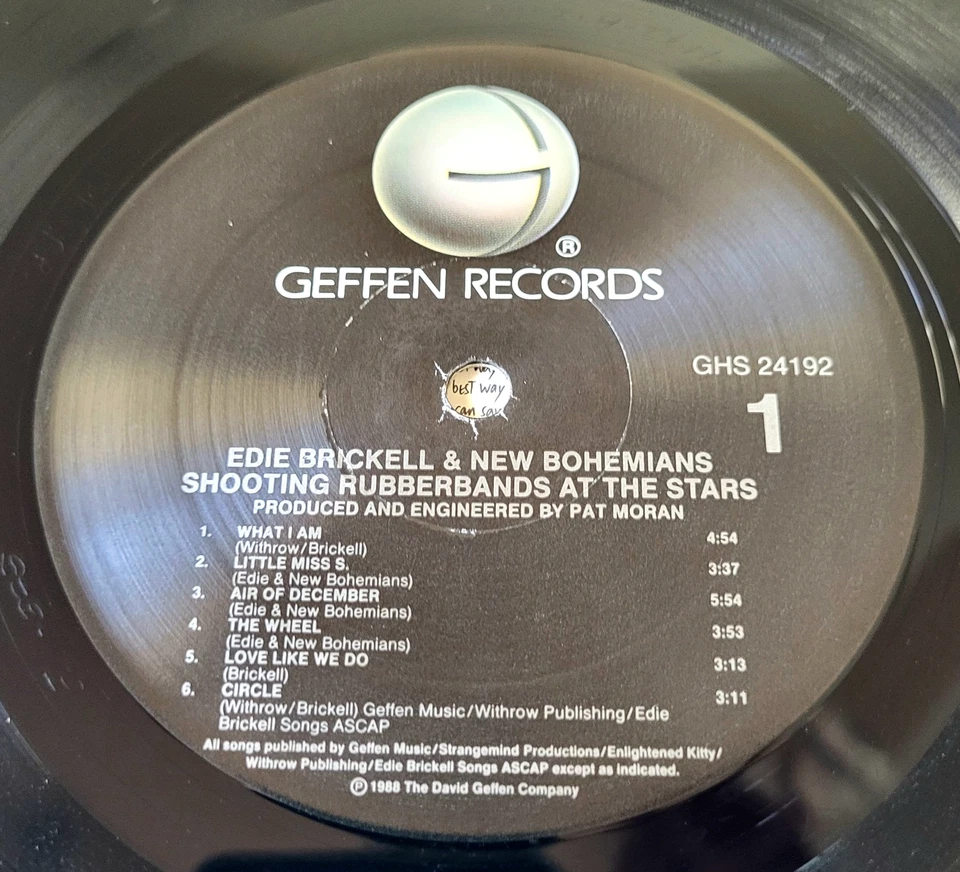 ®
GEFFEN RECORDS
GHS 24192
1
best way
can say
EDIE BRICKELL & NEW BOHEMIANS
SHOOTING RUBBERBANDS AT THE STARS
PRODUCED AND ENGINEERED BY PAT MORAN
1. WHAT I AM 4:54
(Withrow/Brickell)
2. LITTLE MISS S. 3:37
(Edie & New Bohemians)
3. AIR OF DECEMBER 5:54
(Edie & New Bohemians)
4. THE WHEEL 3:53
(Edie & New Bohemians)
5. LOVE LIKE WE DO 3:13
(Brickell)
6. CIRCLE 3:11
(Withrow/Brickell) Geffen Music/Withrow Publishing/Edie
Brickell Songs ASCAP
All songs published by Geffen Music/Strangemind Productions/Enlightened Kitty/
Withrow Publishing/Edie Brickell Songs ASCAP except as indicated.
℗ 1988 The David Geffen Company